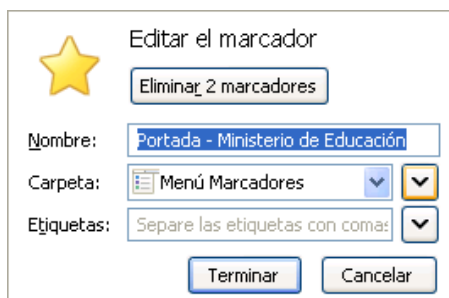 Editar el marcador
Eliminar 2 marcadores
Nombre: Portada - Ministerio de Educación
Carpeta: Menú Marcadores
Etiquetas: Separe las etiquetas con comas
Terminar Cancelar